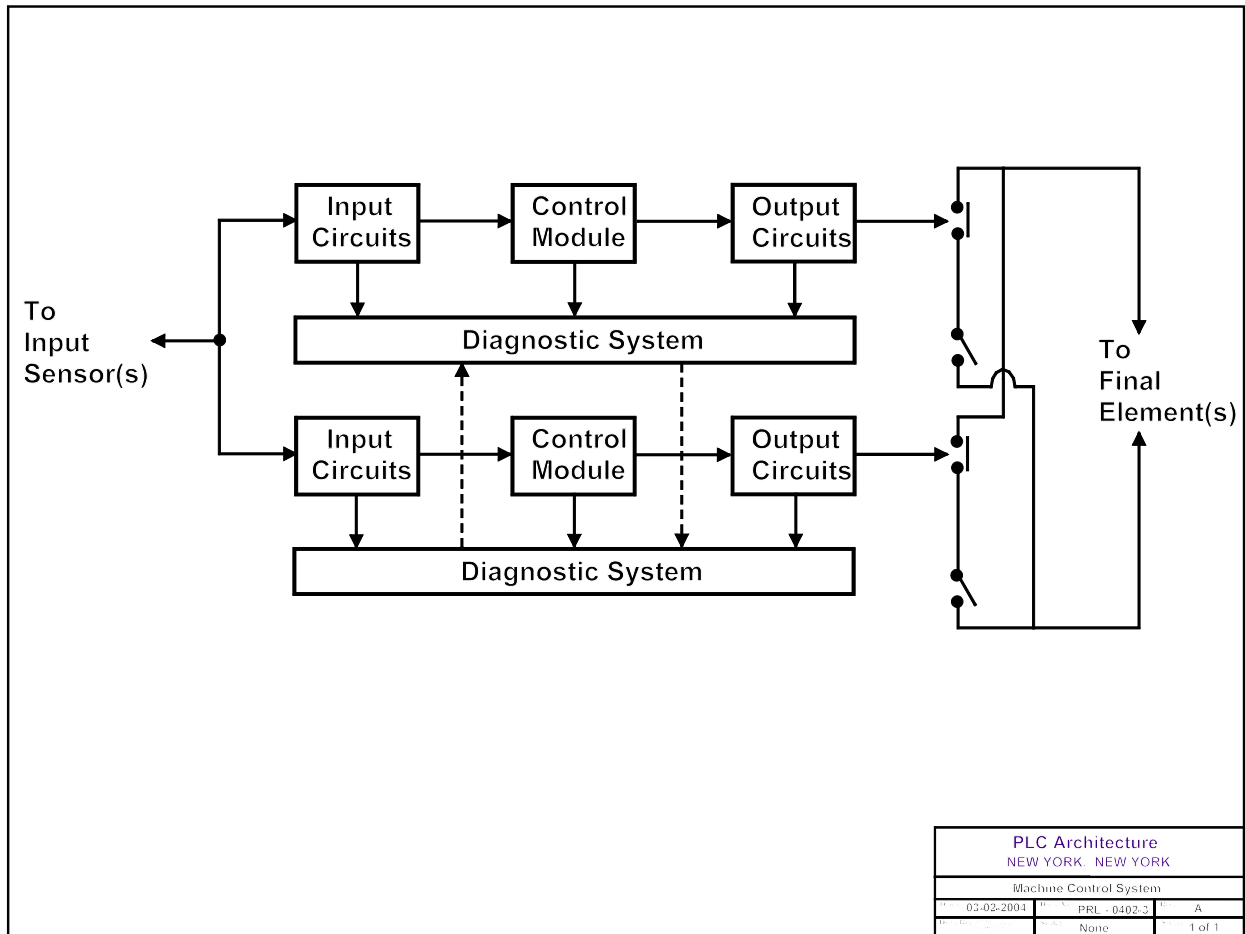 Input
Circuits
Control
Module
Output
Circuits
To
Input
Sensor(s)
Diagnostic System
To
Final
Element(s)
Input
Circuits
Control
Module
Output
Circuits
Diagnostic System
PLC Architecture
NEW YORK. NEW YORK
Machine Control System
03-02-2004
PRL - 0402-3
A
None
1 of 1